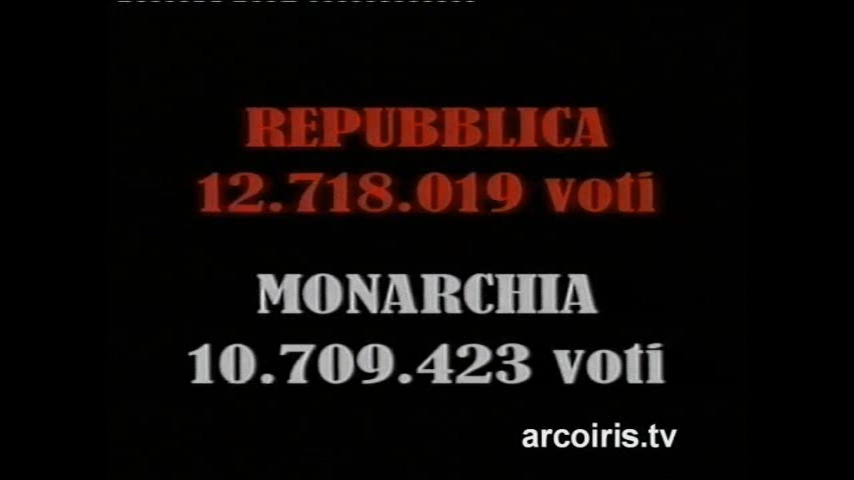 REPUBBLICA
12.718.019 voti
MONARCHIA
10.709.423 voti
arcoiris.tv